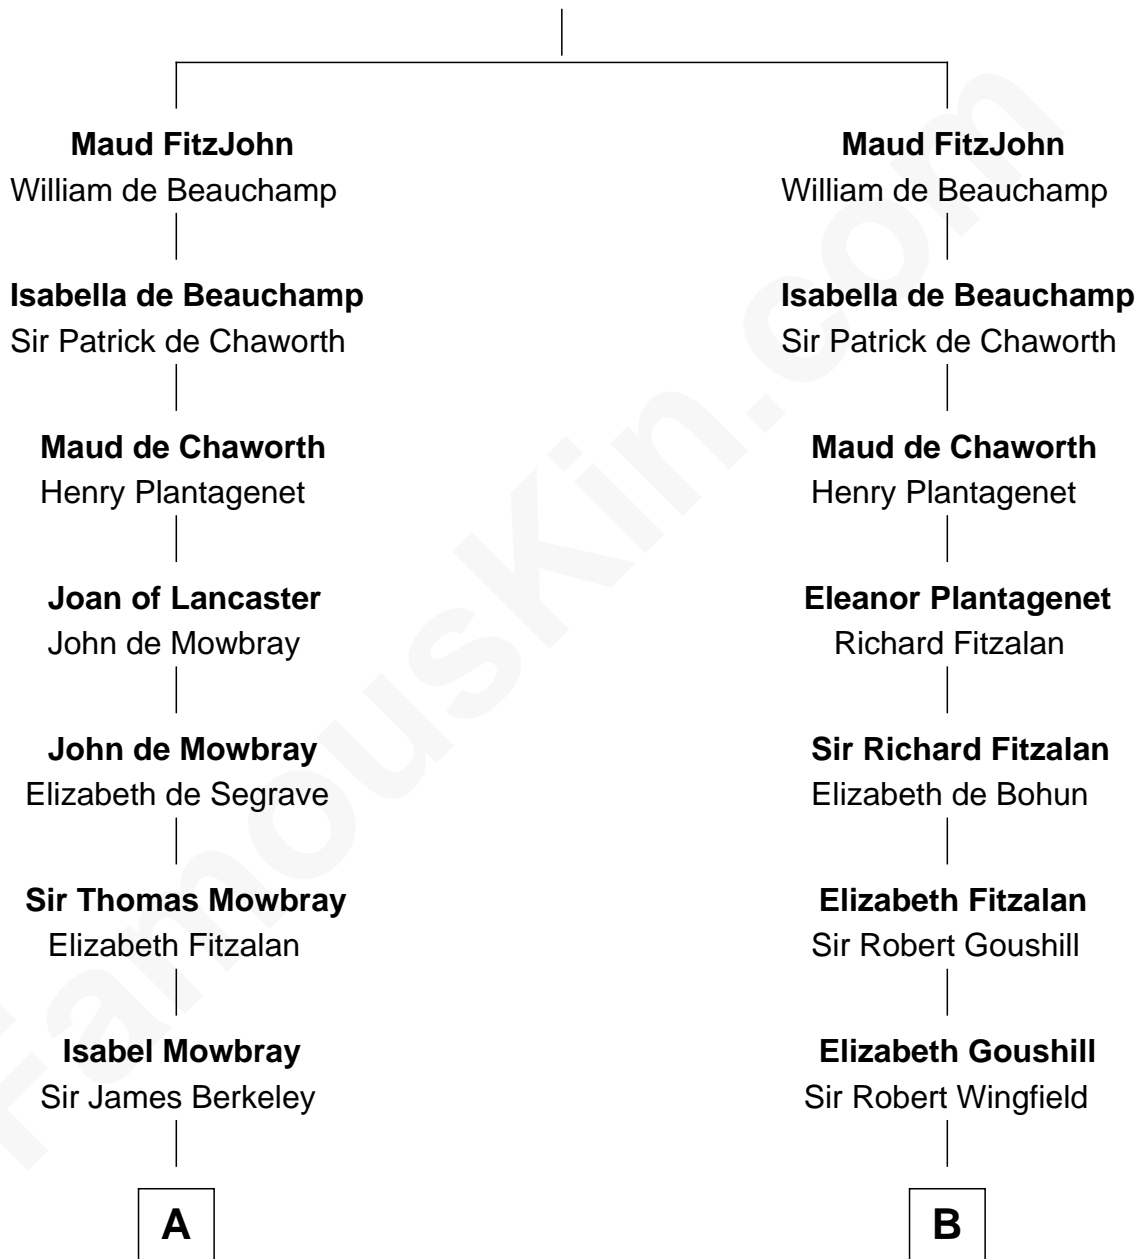 Maud FitzJohn
William de Beauchamp
Isabella de Beauchamp
Sir Patrick de Chaworth
Maud de Chaworth
Henry Plantagenet
Joan of Lancaster
John de Mowbray
John de Mowbray
Elizabeth de Segrave
Sir Thomas Mowbray
Elizabeth Fitzalan
Isabel Mowbray
Sir James Berkeley
A
Maud FitzJohn
William de Beauchamp
Isabella de Beauchamp
Sir Patrick de Chaworth
Maud de Chaworth
Henry Plantagenet
Eleanor Plantagenet
Richard Fitzalan
Sir Richard Fitzalan
Elizabeth de Bohun
Elizabeth Fitzalan
Sir Robert Goushill
Elizabeth Goushill
Sir Robert Wingfield
B
FamousKin.com